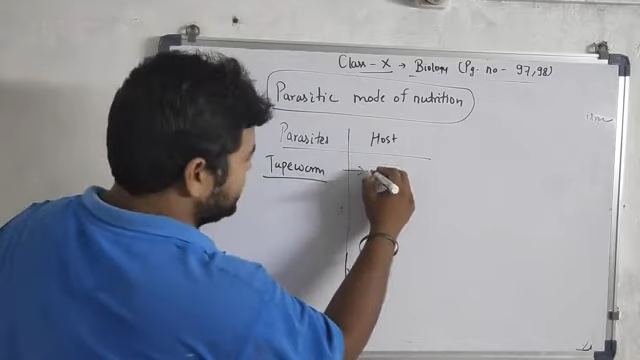 Class - X → Biology (Pg. no - 97,98)
Parasitic mode of nutrition
Parasites Host
Tapeworm →